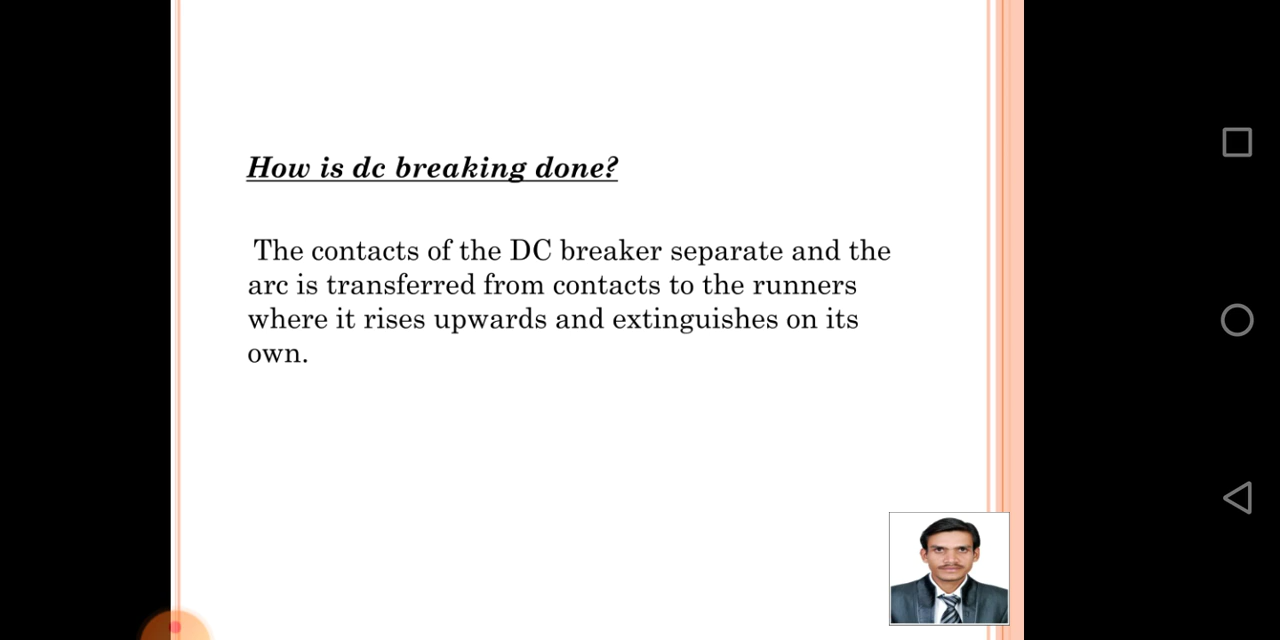 How is dc breaking done?
The contacts of the DC breaker separate and the
arc is transferred from contacts to the runners
where it rises upwards and extinguishes on its
own.